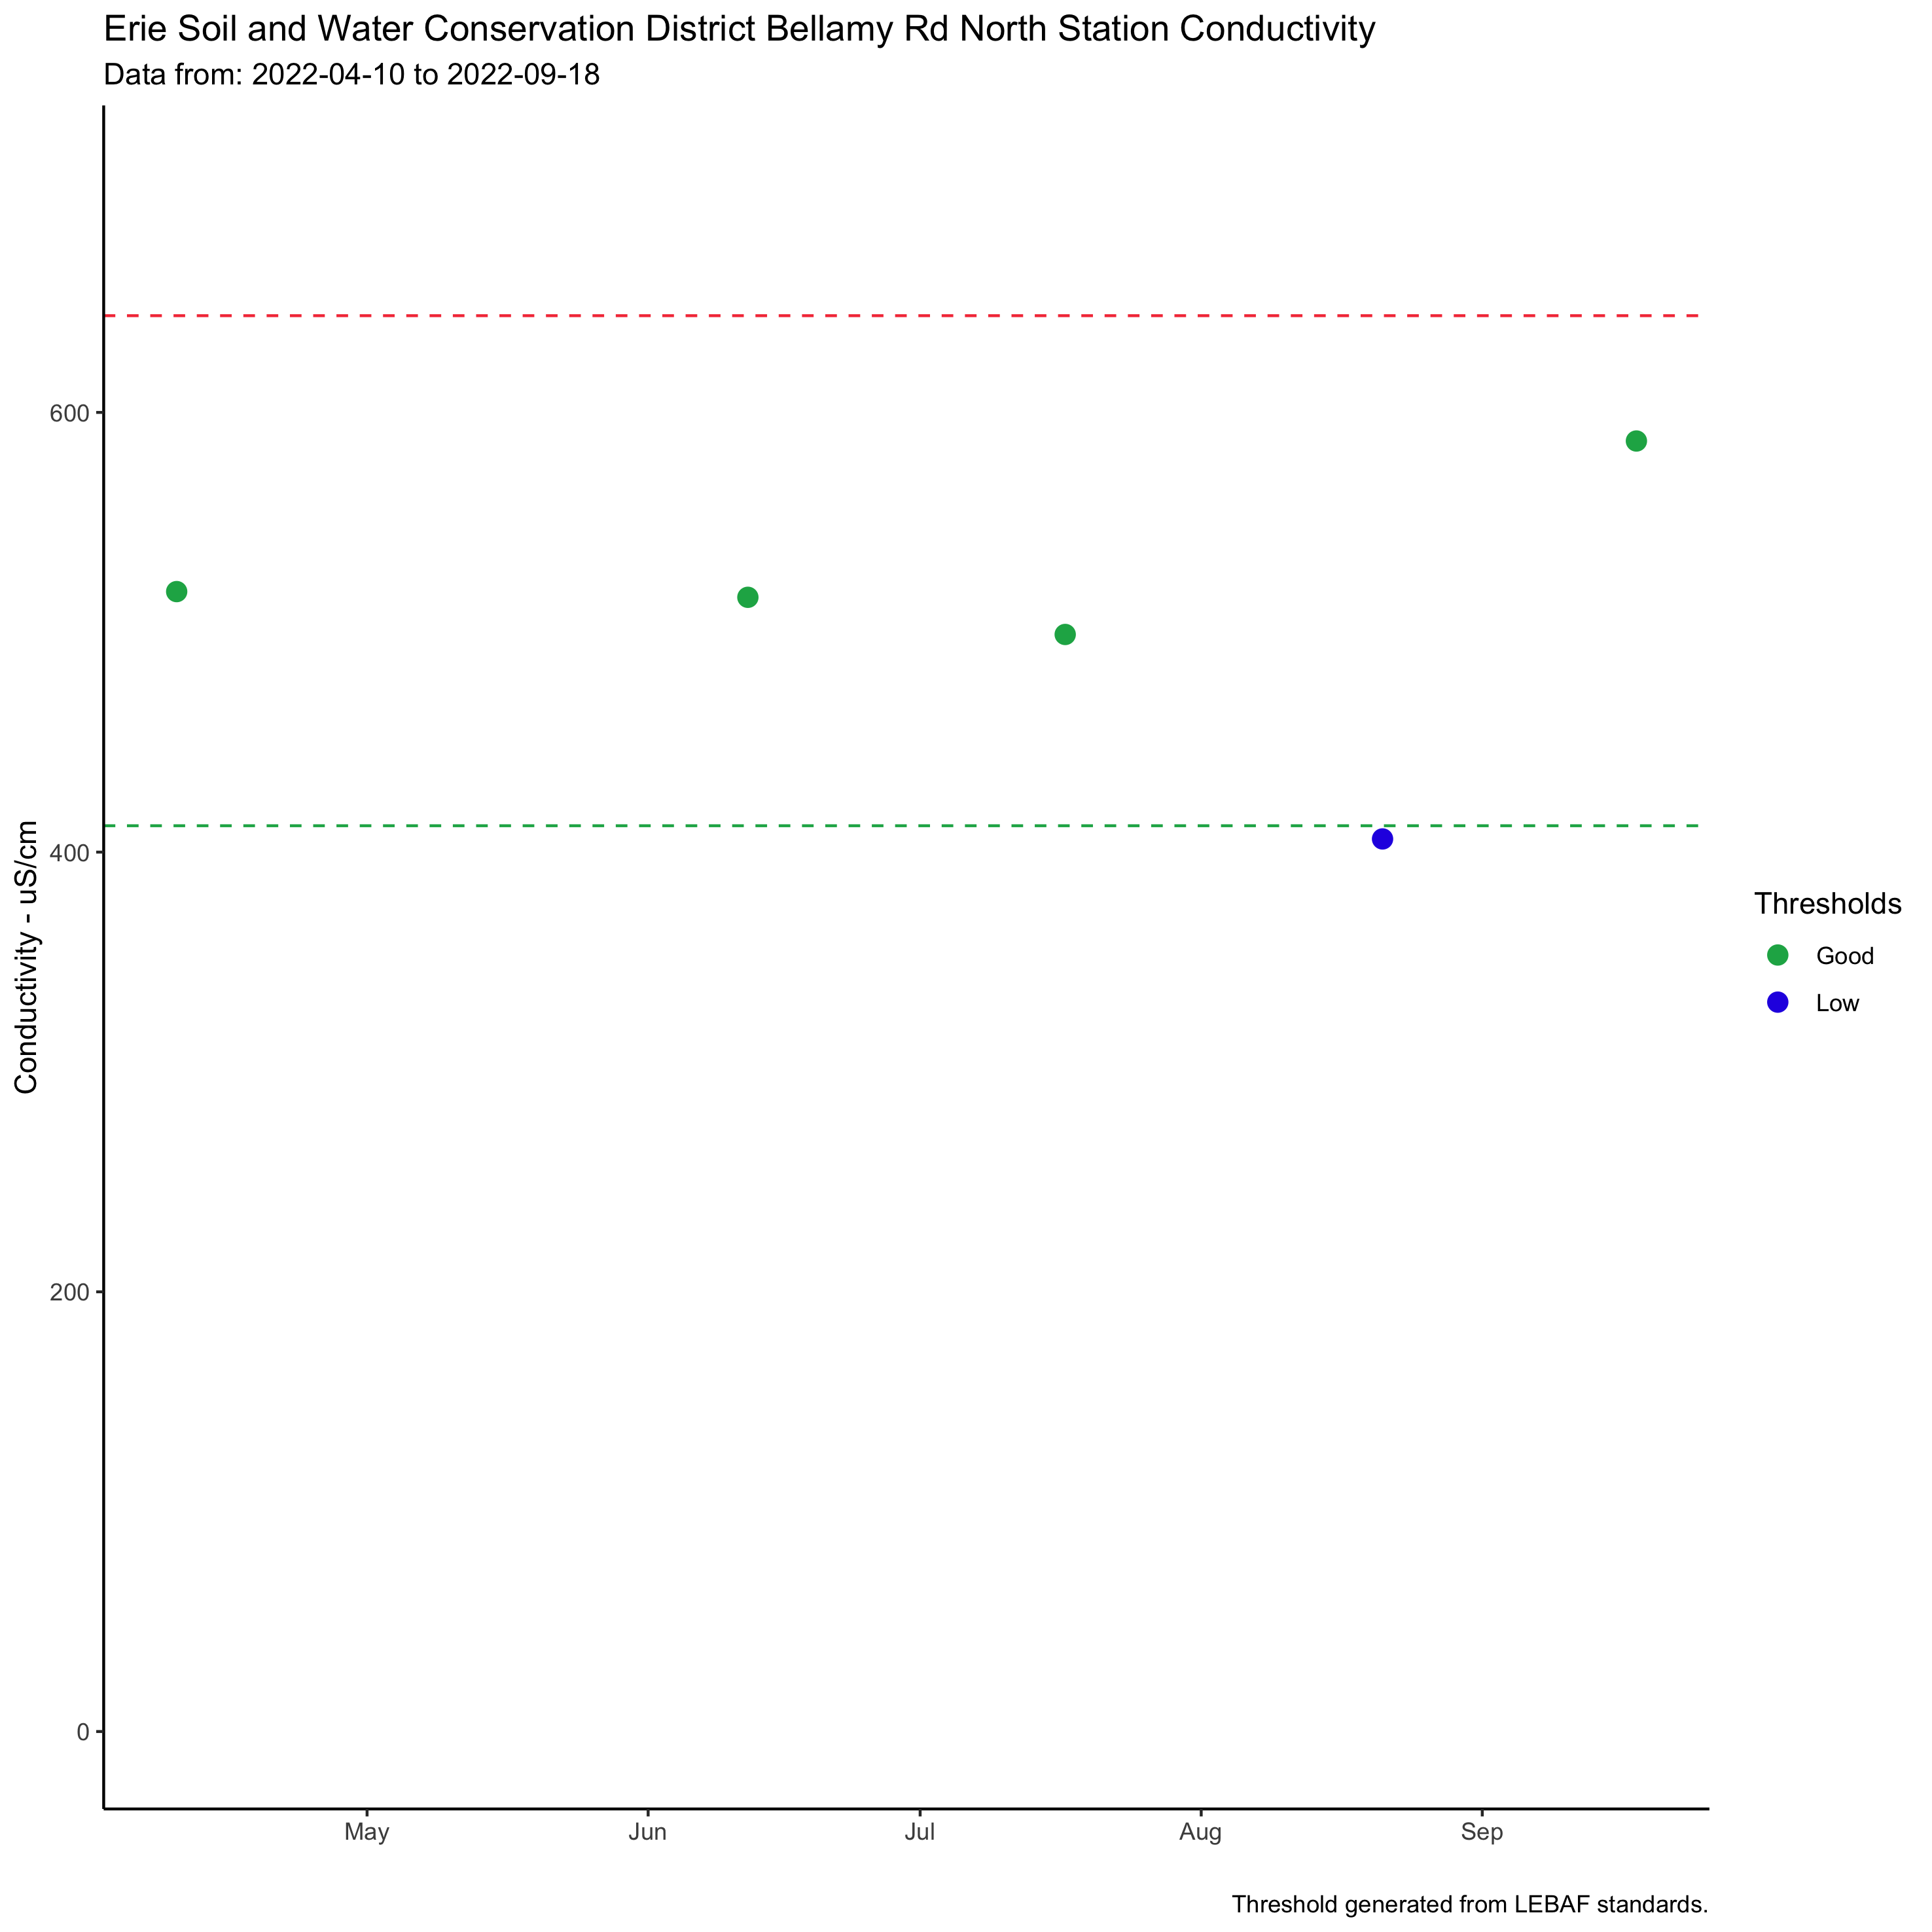 Erie Soil and Water Conservation District Bellamy Rd North Station Conductivity
Data from: 2022-04-10 to 2022-09-18
600
400
200
0
Conductivity - uS/cm
May Jun Jul Aug Sep
Thresholds
Good
Low
Threshold generated from LEBAF standards.